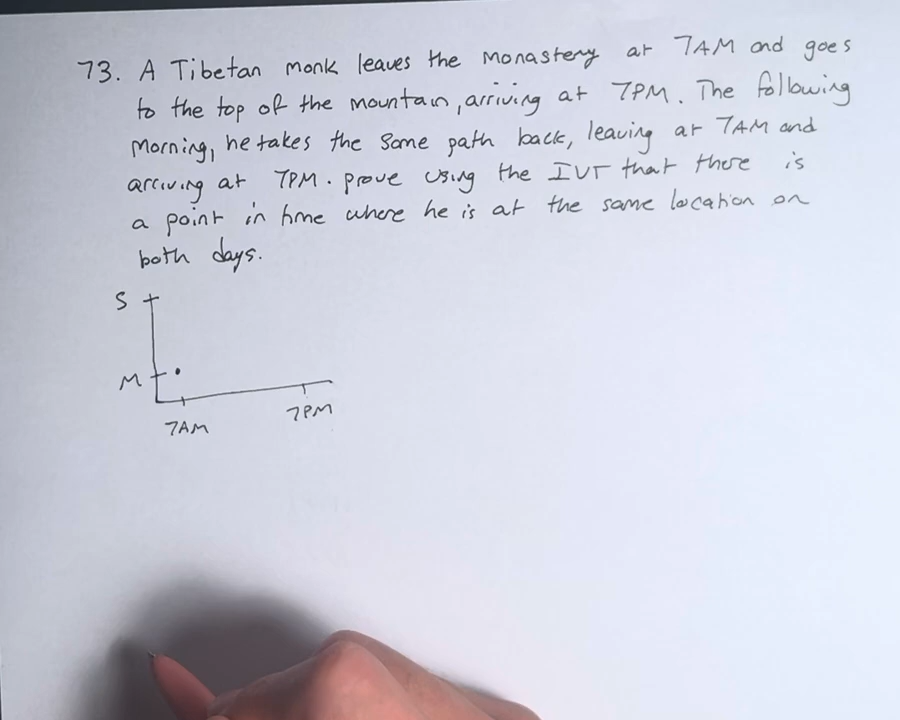 73. A Tibetan monk leaves the monastery at 7AM and goes
to the top of the mountain, arriving at 7PM. The following
morning, he takes the same path back, leaving at 7AM and
arriving at 7PM. prove using the IVT that there is
a point in time where he is at the same location on
both days.
S
M
7AM
7PM